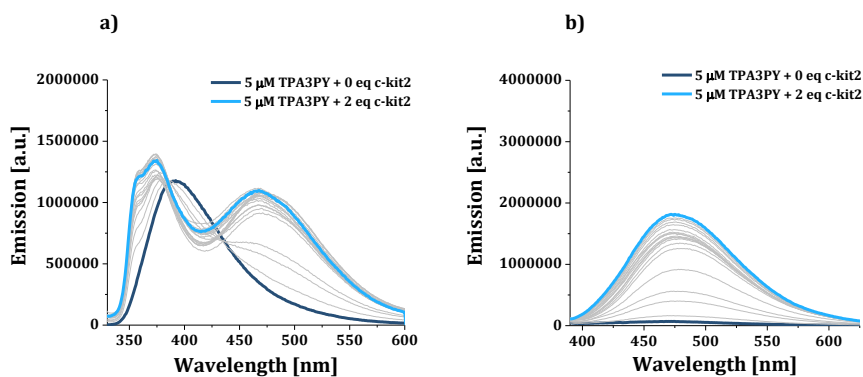 a)
b)
5 μM TPA3PY + 0 eq c-kit2
5 μM TPA3PY + 2 eq c-kit2
2000000
1500000
1000000
500000
0
Emission [a.u.]
350 400 450 500 550 600
Wavelength [nm]
5 μM TPA3PY + 0 eq c-kit2
5 μM TPA3PY + 2 eq c-kit2
4000000
3000000
2000000
1000000
0
Emission [a.u.]
400 450 500 550 600
Wavelength [nm]